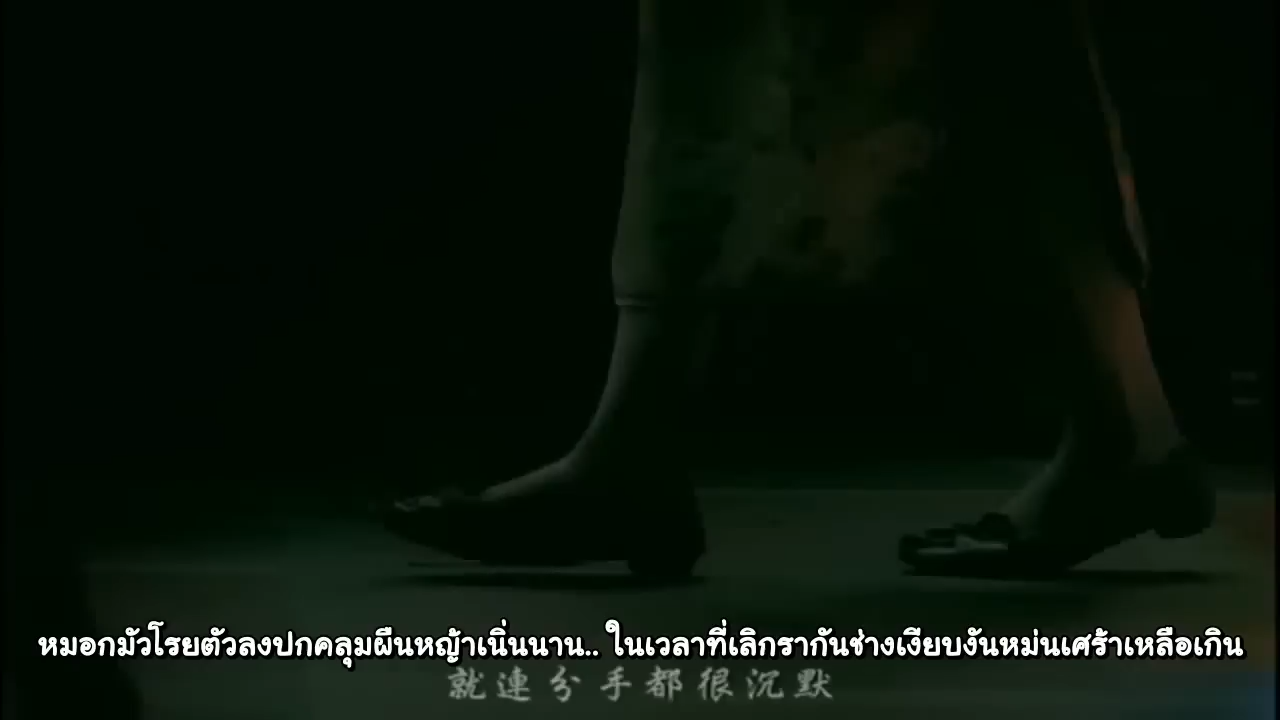 หมอกมัวโรยตัวลงปกคลุมผืนหญ้าเนิ่นนาน.. ในเวลาที่เลิกรากันช่างเงียบงันหม่นเศร้าเหลือเกิน
就連分手都很沉默